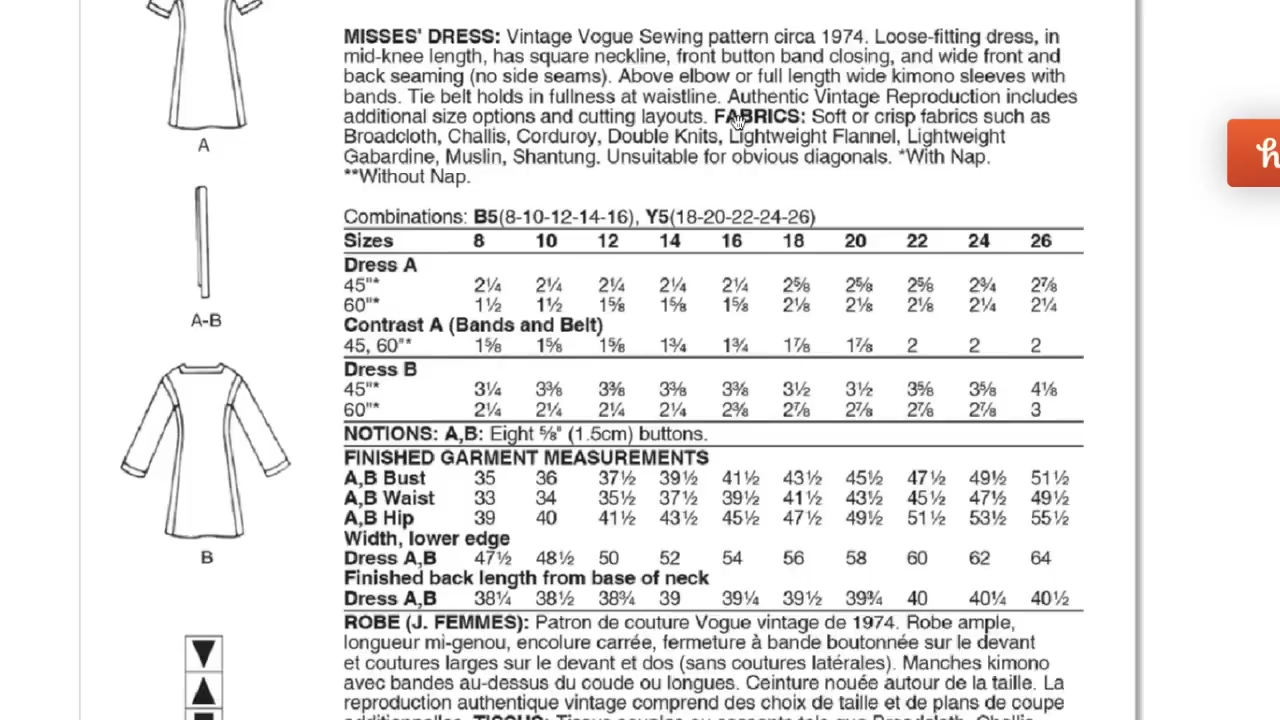 MISSES' DRESS: Vintage Vogue Sewing pattern circa 1974. Loose-fitting dress, in
mid-knee length, has square neckline, front button band closing, and wide front and
back seaming (no side seams). Above elbow or full length wide kimono sleeves with
bands. Tie belt holds in fullness at waistline. Authentic Vintage Reproduction includes
additional size options and cutting layouts. FABRICS: Soft or crisp fabrics such as
Broadcloth, Challis, Corduroy, Double Knits, Lightweight Flannel, Lightweight
Gabardine, Muslin, Shantung. Unsuitable for obvious diagonals. *With Nap.
**Without Nap.
A
A-B
B
Combinations: B5(8-10-12-14-16), Y5(18-20-22-24-26)
Sizes 8 10 12 14 16 18 20 22 24 26
Dress A
45"* 2¼ 2¼ 2¼ 2¼ 2¼ 2⅝ 2⅝ 2⅝ 2¾ 2⅞
60"* 1½ 1½ 1⅝ 1⅝ 1⅝ 2⅛ 2⅛ 2⅛ 2¼ 2¼
Contrast A (Bands and Belt)
45, 60"* 1⅝ 1⅝ 1⅝ 1¾ 1¾ 1⅞ 1⅞ 2 2 2
Dress B
45"* 3¼ 3⅜ 3⅜ 3⅜ 3⅜ 3½ 3½ 3⅝ 3⅝ 4⅛
60"* 2¼ 2¼ 2¼ 2¼ 2⅜ 2⅞ 2⅞ 2⅞ 2⅞ 3
NOTIONS: A,B: Eight ⅝" (1.5cm) buttons.
FINISHED GARMENT MEASUREMENTS
A,B Bust 35 36 37½ 39½ 41½ 43½ 45½ 47½ 49½ 51½
A,B Waist 33 34 35½ 37½ 39½ 41½ 43½ 45½ 47½ 49½
A,B Hip 39 40 41½ 43½ 45½ 47½ 49½ 51½ 53½ 55½
Width, lower edge
Dress A,B 47½ 48½ 50 52 54 56 58 60 62 64
Finished back length from base of neck
Dress A,B 38¼ 38½ 38¾ 39 39¼ 39½ 39¾ 40 40¼ 40½
ROBE (J. FEMMES): Patron de couture Vogue vintage de 1974. Robe ample,
longueur mi-genou, encolure carrée, fermeture à bande boutonnée sur le devant
et coutures larges sur le devant et dos (sans coutures latérales). Manches kimono
avec bandes au-dessus du coude ou longues. Ceinture nouée autour de la taille. La
reproduction authentique vintage comprend des choix de taille et de plans de coupe
additionnelles. TISSUS: Tissus souples ou cassants tels que Broadcloth, Challis,
h